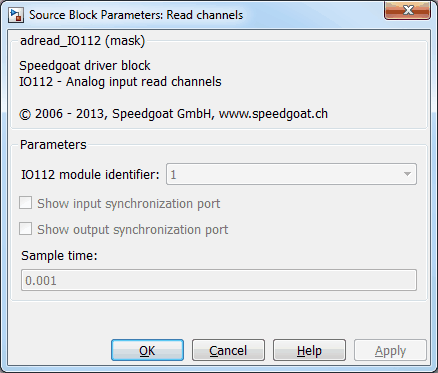 Source Block Parameters: Read channels
adread_IO112 (mask)
Speedgoat driver block
IO112 - Analog input read channels
© 2006 - 2013, Speedgoat GmbH, www.speedgoat.ch
Parameters
IO112 module identifier: 1
Show input synchronization port
Show output synchronization port
Sample time:
0.001
OK Cancel Help Apply